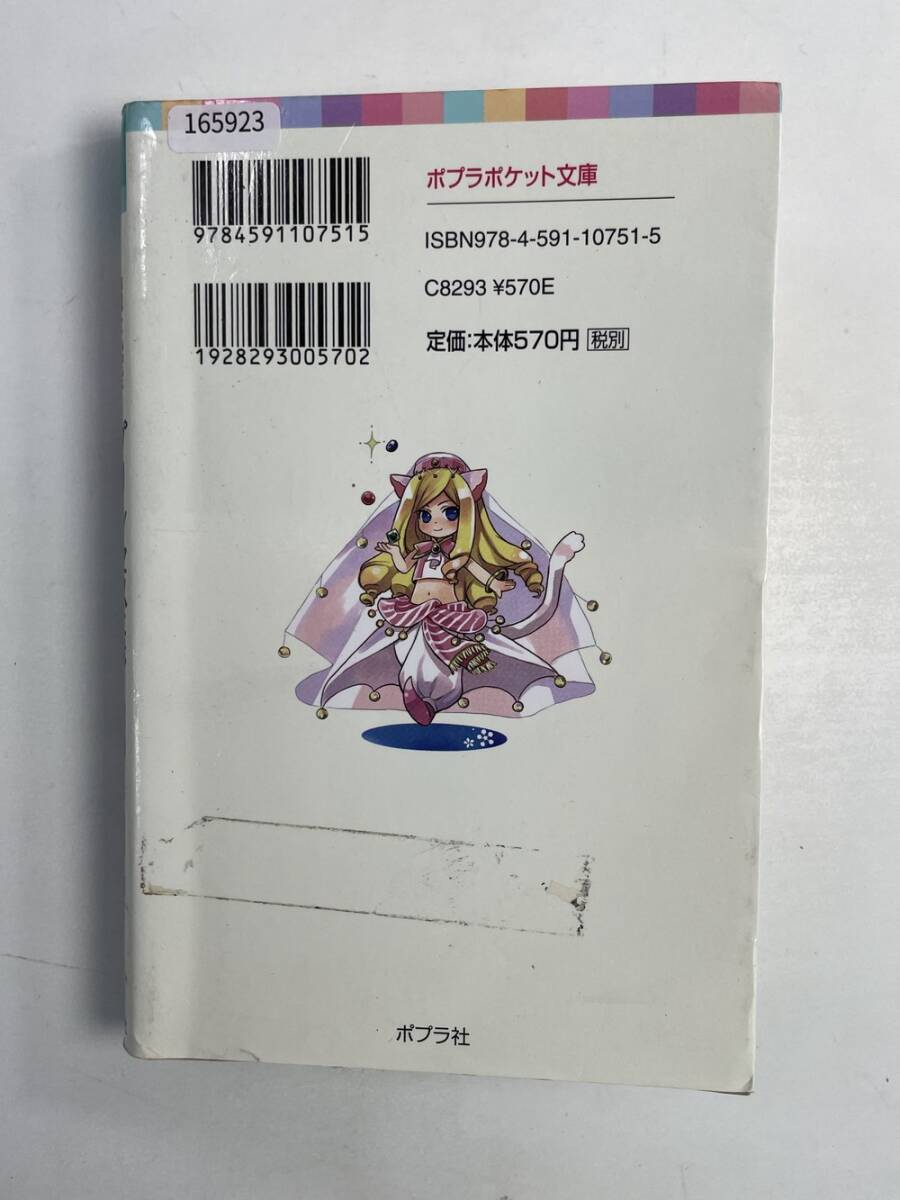 165923
9784591107515
1928293005702
ポプラポケット文庫
ISBN978-4-591-10751-5
C8293 ¥570E
定価:本体570円 税別
ポプラ社